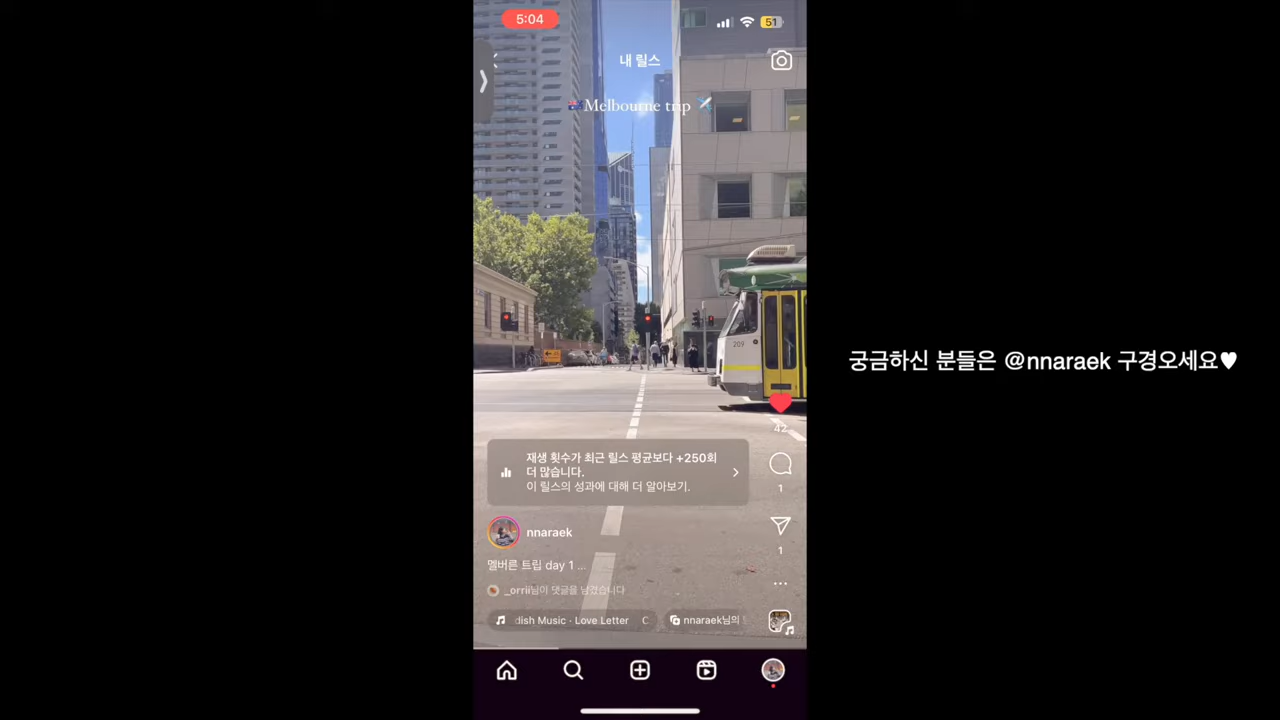 5:04
51
내 릴스
Melbourne trip
209
42
재생 횟수가 최근 릴스 평균보다 +250회
더 많습니다.
이 릴스의 성과에 대해 더 알아보기.
1
nnaraek
1
멜버른 트립 day 1 ...
_orrii님이 댓글을 남겼습니다
dish Music · Love Letter
nnaraek님의
궁금하신 분들은 @nnaraek 구경오세요♥